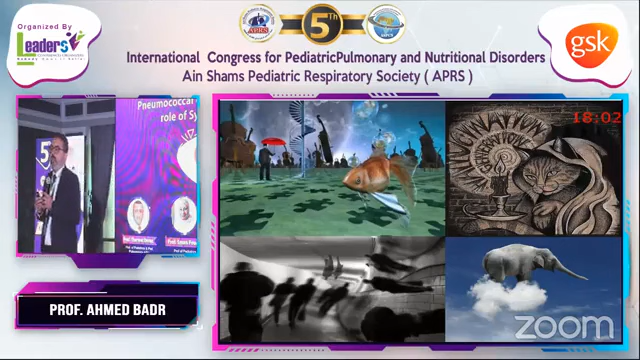 Organized By
Leaders
APRS
5Th
gsk
International Congress for PediatricPulmonary and Nutritional Disorders
Ain Shams Pediatric Respiratory Society ( APRS )
Pneumococcal
role of Sy
18:02
PROF. AHMED BADR
zoom